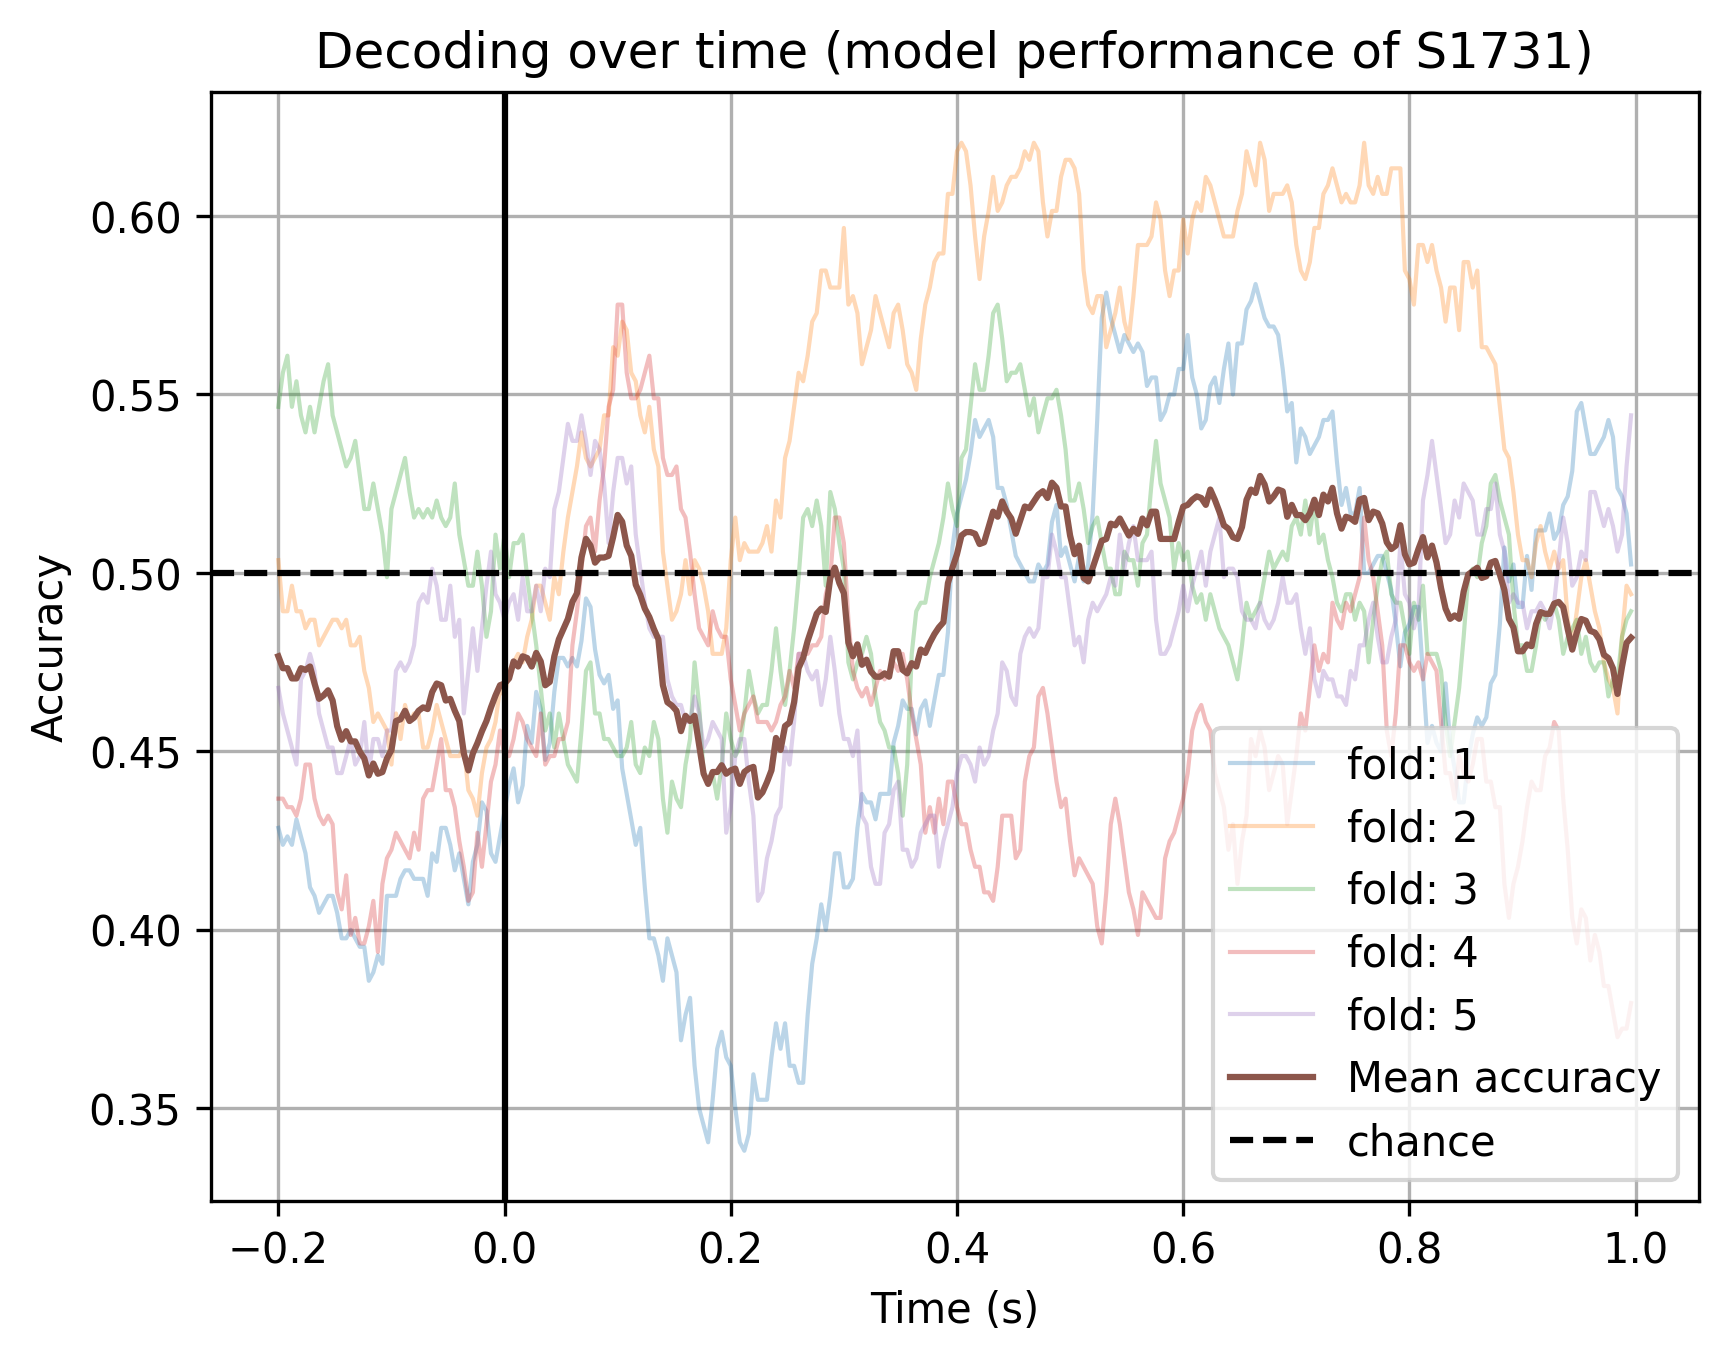 Decoding over time (model performance of S1731)
Accuracy
0.60
0.55
0.50
0.45
0.40
0.35
−0.2
0.0
0.2
0.4
0.6
0.8
1.0
Time (s)
fold: 1
fold: 2
fold: 3
fold: 4
fold: 5
Mean accuracy
chance